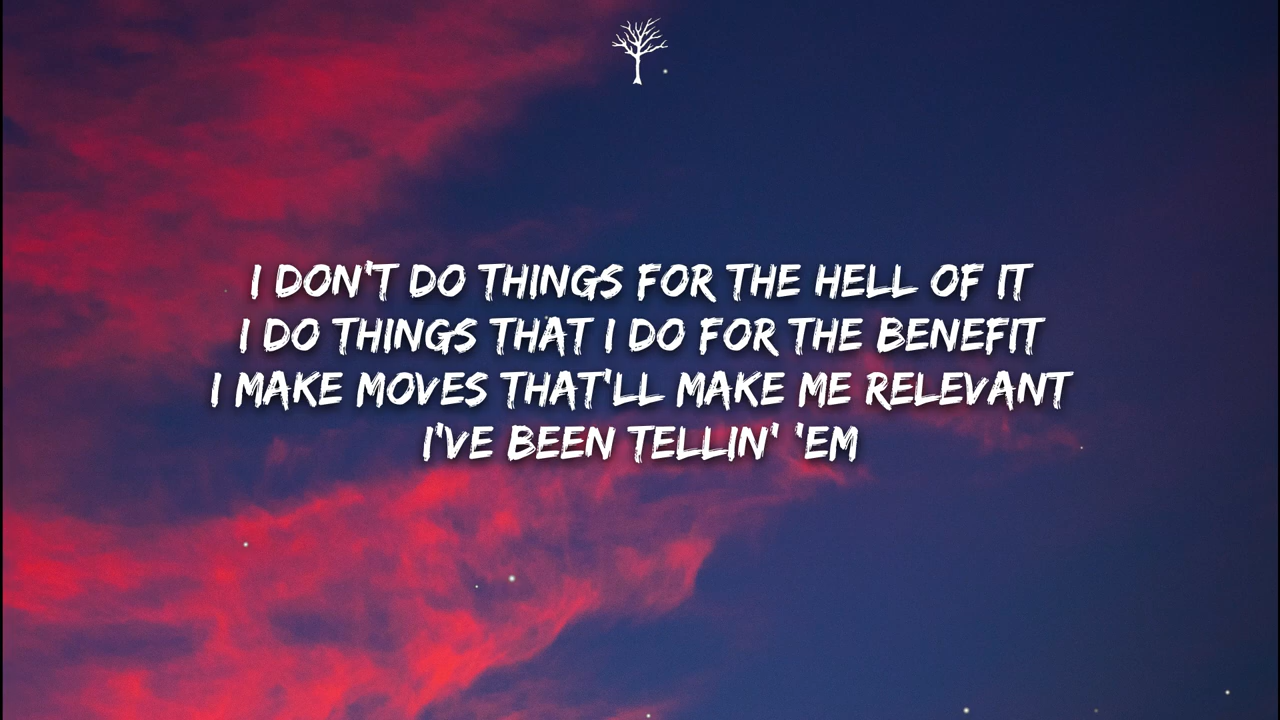 I DON'T DO THINGS FOR THE HELL OF IT
I DO THINGS THAT I DO FOR THE BENEFIT
I MAKE MOVES THAT'LL MAKE ME RELEVANT
I'VE BEEN TELLIN' 'EM